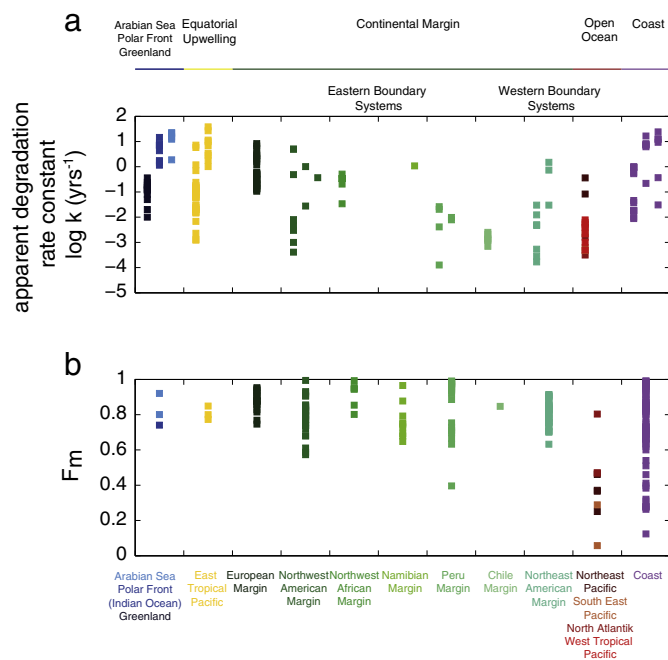 a
Arabian Sea
Polar Front
Greenland
Equatorial
Upwelling
Continental Margin
Open
Ocean
Coast
Eastern Boundary
Systems
Western Boundary
Systems
apparent degradation
rate constant
log k (yrs-1)
2
1
0
−1
−2
−3
−4
−5
b
Fm
1
0.8
0.6
0.4
0.2
0
Arabian Sea
Polar Front
(Indian Ocean)
Greenland
East
Tropical
Pacific
European
Margin
Northwest
American
Margin
Northwest
African
Margin
Namibian
Margin
Peru
Margin
Chile
Margin
Northeast
American
Margin
Northeast
Pacific
South East
Pacific
North Atlantik
West Tropical
Pacific
Coast